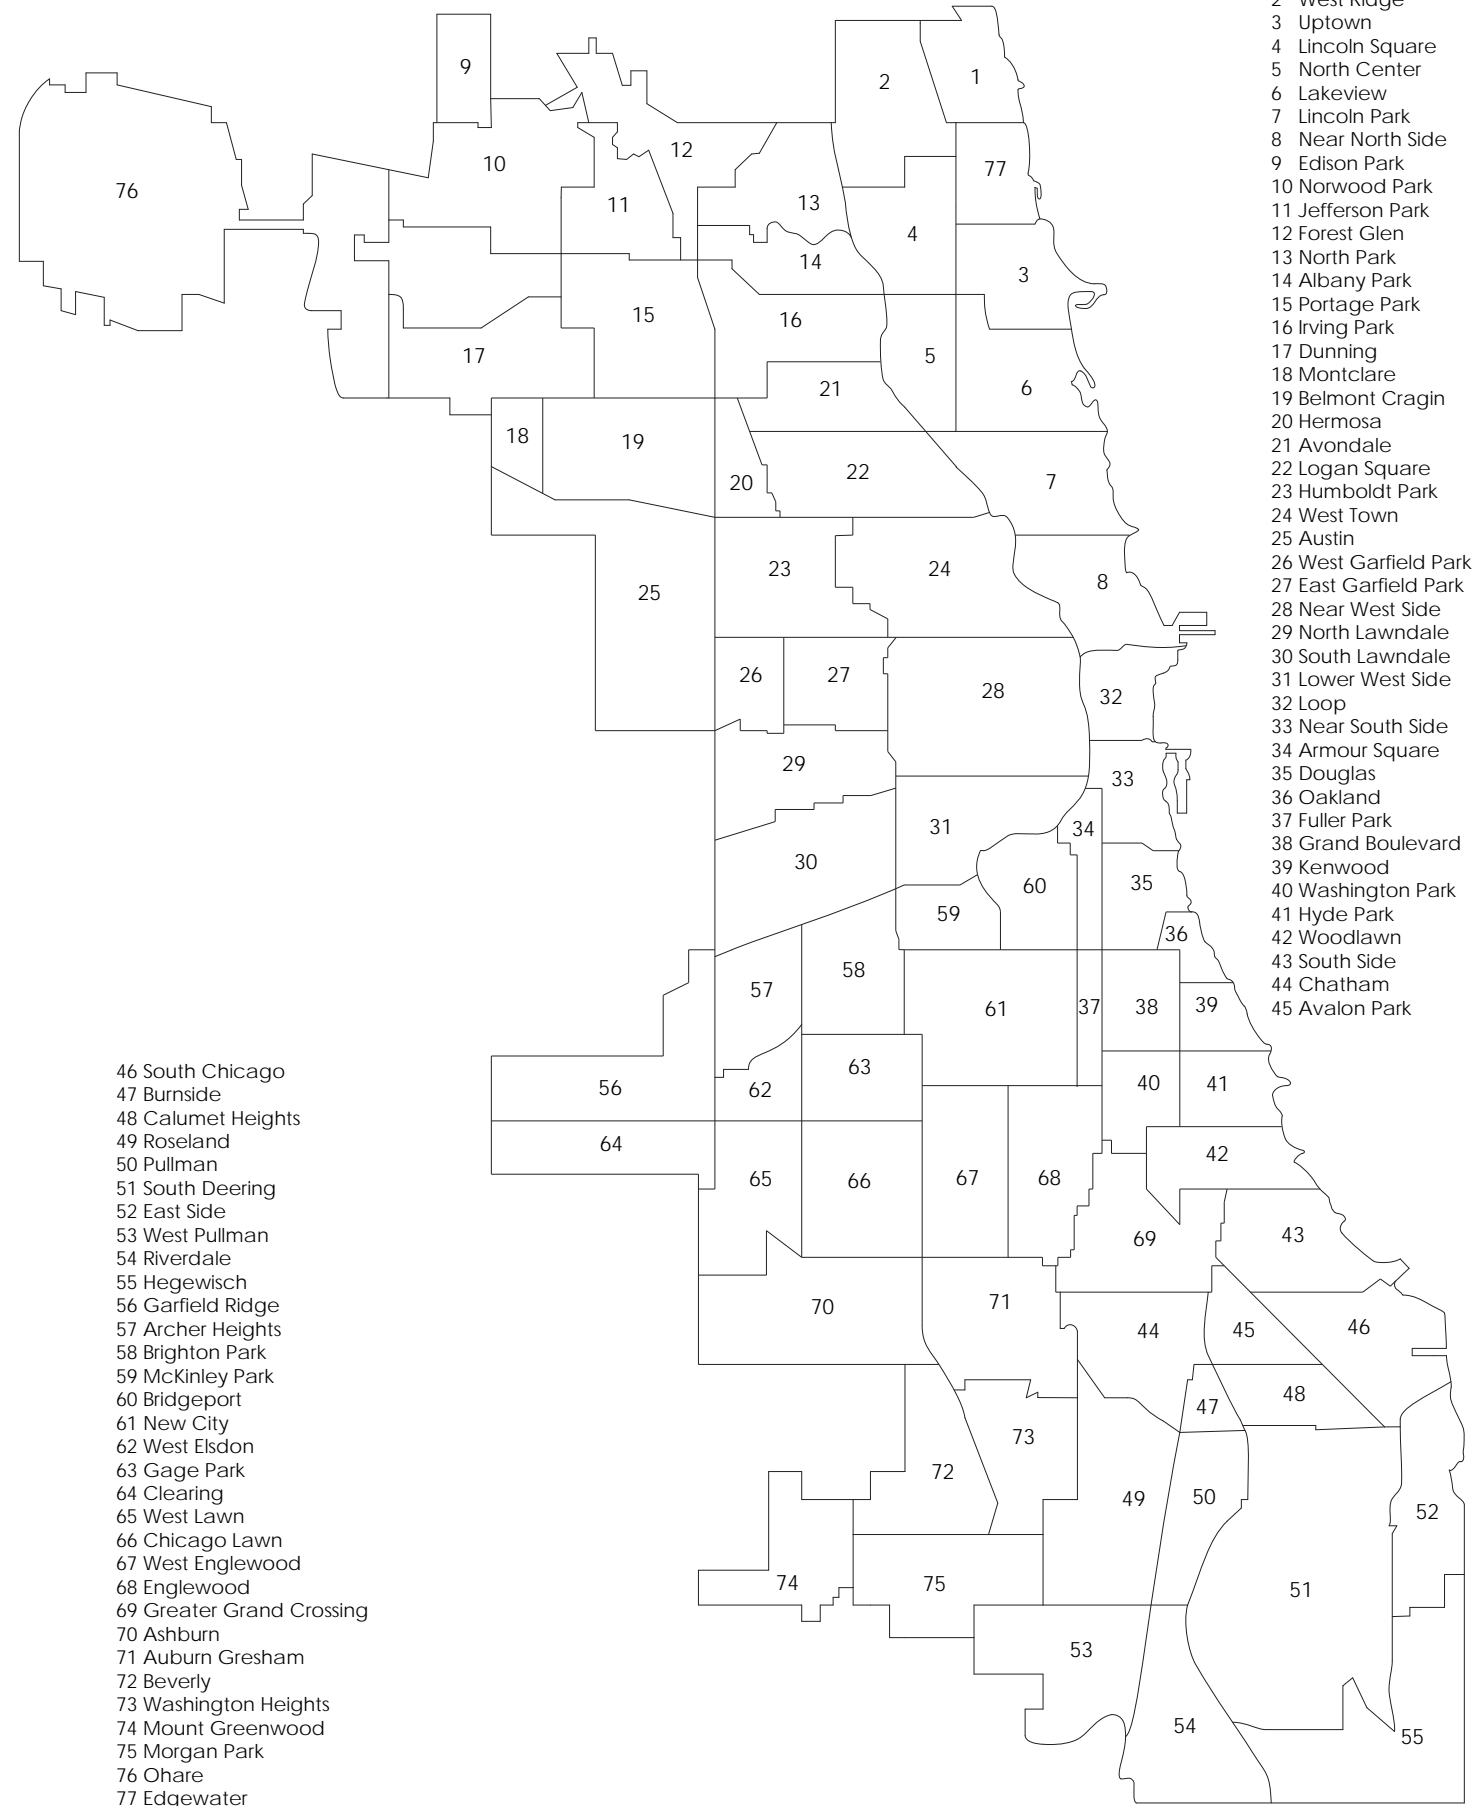 2 West Ridge
3 Uptown
4 Lincoln Square
5 North Center
6 Lakeview
7 Lincoln Park
8 Near North Side
9 Edison Park
10 Norwood Park
11 Jefferson Park
12 Forest Glen
13 North Park
14 Albany Park
15 Portage Park
16 Irving Park
17 Dunning
18 Montclare
19 Belmont Cragin
20 Hermosa
21 Avondale
22 Logan Square
23 Humboldt Park
24 West Town
25 Austin
26 West Garfield Park
27 East Garfield Park
28 Near West Side
29 North Lawndale
30 South Lawndale
31 Lower West Side
32 Loop
33 Near South Side
34 Armour Square
35 Douglas
36 Oakland
37 Fuller Park
38 Grand Boulevard
39 Kenwood
40 Washington Park
41 Hyde Park
42 Woodlawn
43 South Side
44 Chatham
45 Avalon Park
46 South Chicago
47 Burnside
48 Calumet Heights
49 Roseland
50 Pullman
51 South Deering
52 East Side
53 West Pullman
54 Riverdale
55 Hegewisch
56 Garfield Ridge
57 Archer Heights
58 Brighton Park
59 McKinley Park
60 Bridgeport
61 New City
62 West Elsdon
63 Gage Park
64 Clearing
65 West Lawn
66 Chicago Lawn
67 West Englewood
68 Englewood
69 Greater Grand Crossing
70 Ashburn
71 Auburn Gresham
72 Beverly
73 Washington Heights
74 Mount Greenwood
75 Morgan Park
76 Ohare
77 Edgewater
9
2
1
76
10
12
77
11
13
4
14
3
15
16
17
5
21
6
18
19
20
22
7
23
24
8
25
26
27
28
32
29
33
31
34
30
60
35
59
36
58
57
61
37
38
39
56
62
63
40
41
64
42
65
66
67
68
69
43
70
71
44
45
46
47
48
73
72
49
50
52
74
75
51
53
54
55